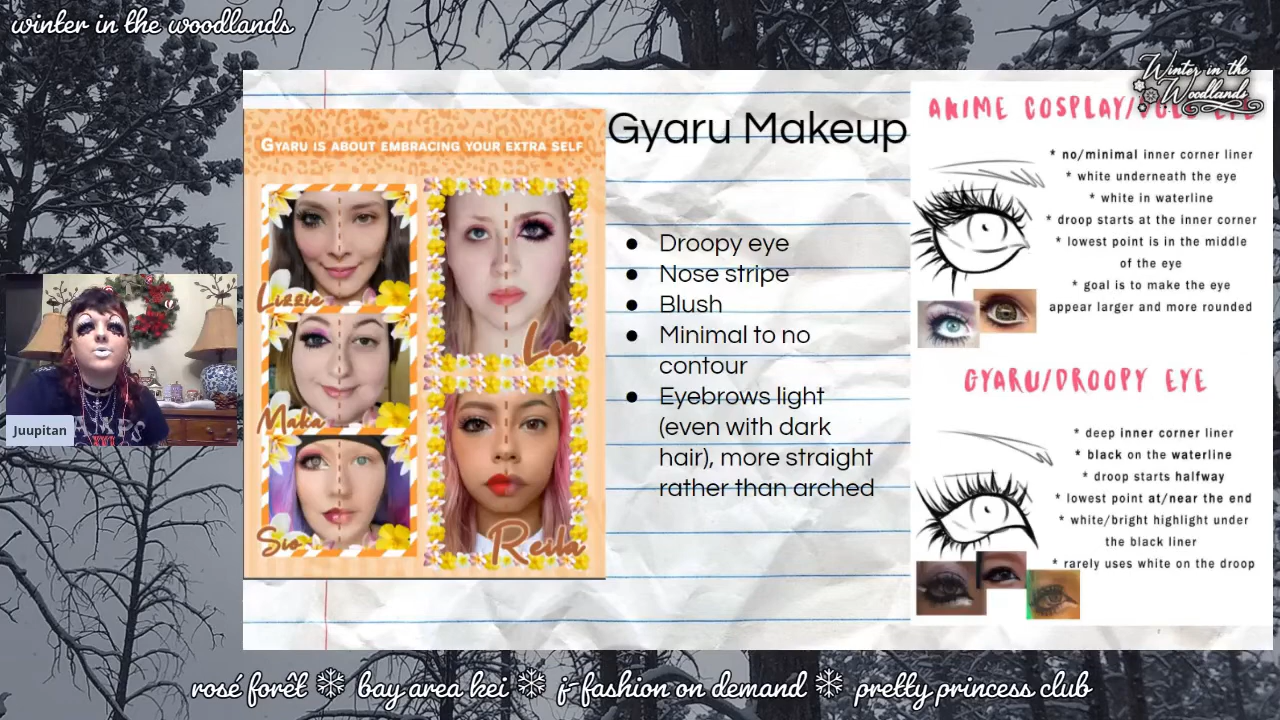 winter in the woodlands
Winter in the
Woodlands
GYARU IS ABOUT EMBRACING YOUR EXTRA SELF
Lizzie
Maka
Sio
Lea
Reila
Gyaru Makeup
● Droopy eye
● Nose stripe
● Blush
● Minimal to no
contour
● Eyebrows light
(even with dark
hair), more straight
rather than arched
ANIME COSPLAY/
* no/minimal inner corner liner
* white underneath the eye
* white in waterline
* droop starts at the inner corner
* lowest point is in the middle
of the eye
* goal is to make the eye
appear larger and more rounded
GYARU/DROOPY EYE
* deep inner corner liner
* black on the waterline
* droop starts halfway
* lowest point at/near the end
* white/bright highlight under
the black liner
* rarely uses white on the droop
Juupitan
rosé forêt ❄ bay area kei ❄ j-fashion on demand ❄ pretty princess club